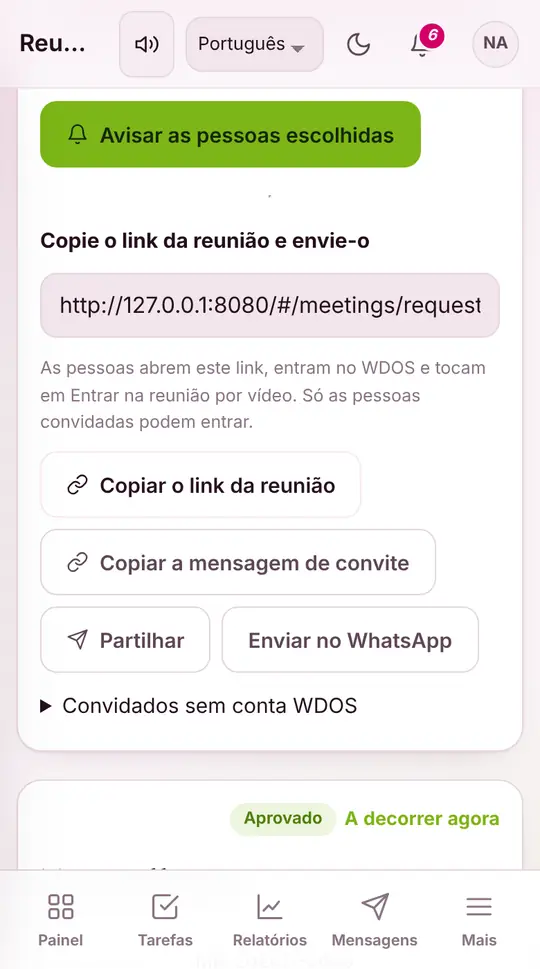 Reu...
Português
6
NA
Avisar as pessoas escolhidas
Copie o link da reunião e envie-o
http://127.0.0.1:8080/#/meetings/request
As pessoas abrem este link, entram no WDOS e tocam
em Entrar na reunião por vídeo. Só as pessoas
convidadas podem entrar.
Copiar o link da reunião
Copiar a mensagem de convite
Partilhar
Enviar no WhatsApp
Convidados sem conta WDOS
Aprovado
A decorrer agora
Painel
Tarefas
Relatórios
Mensagens
Mais